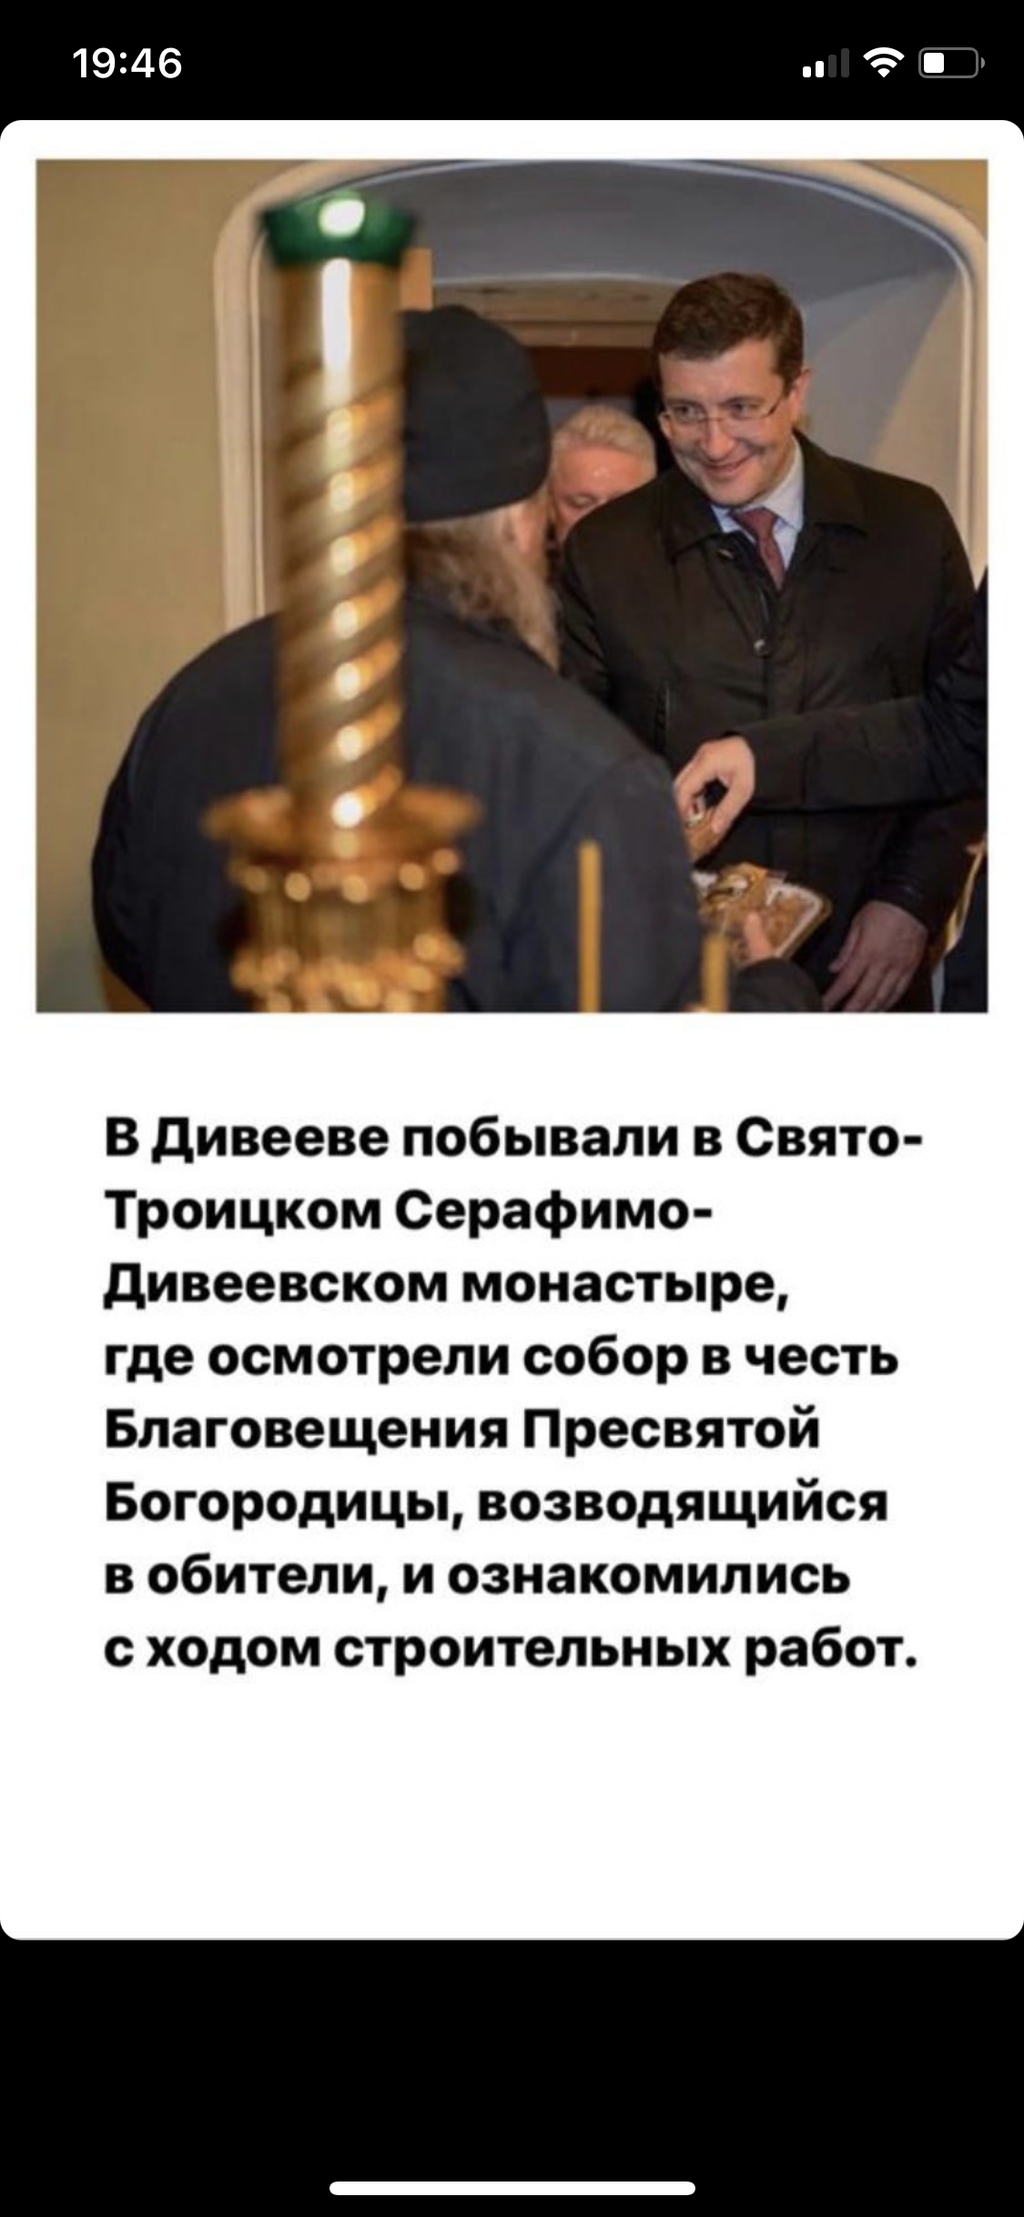 19:46
В Дивееве побывали в Свято-
Троицком Серафимо-
Дивеевском монастыре,
где осмотрели собор в честь
Благовещения Пресвятой
Богородицы, возводящийся
в обители, и ознакомились
с ходом строительных работ.